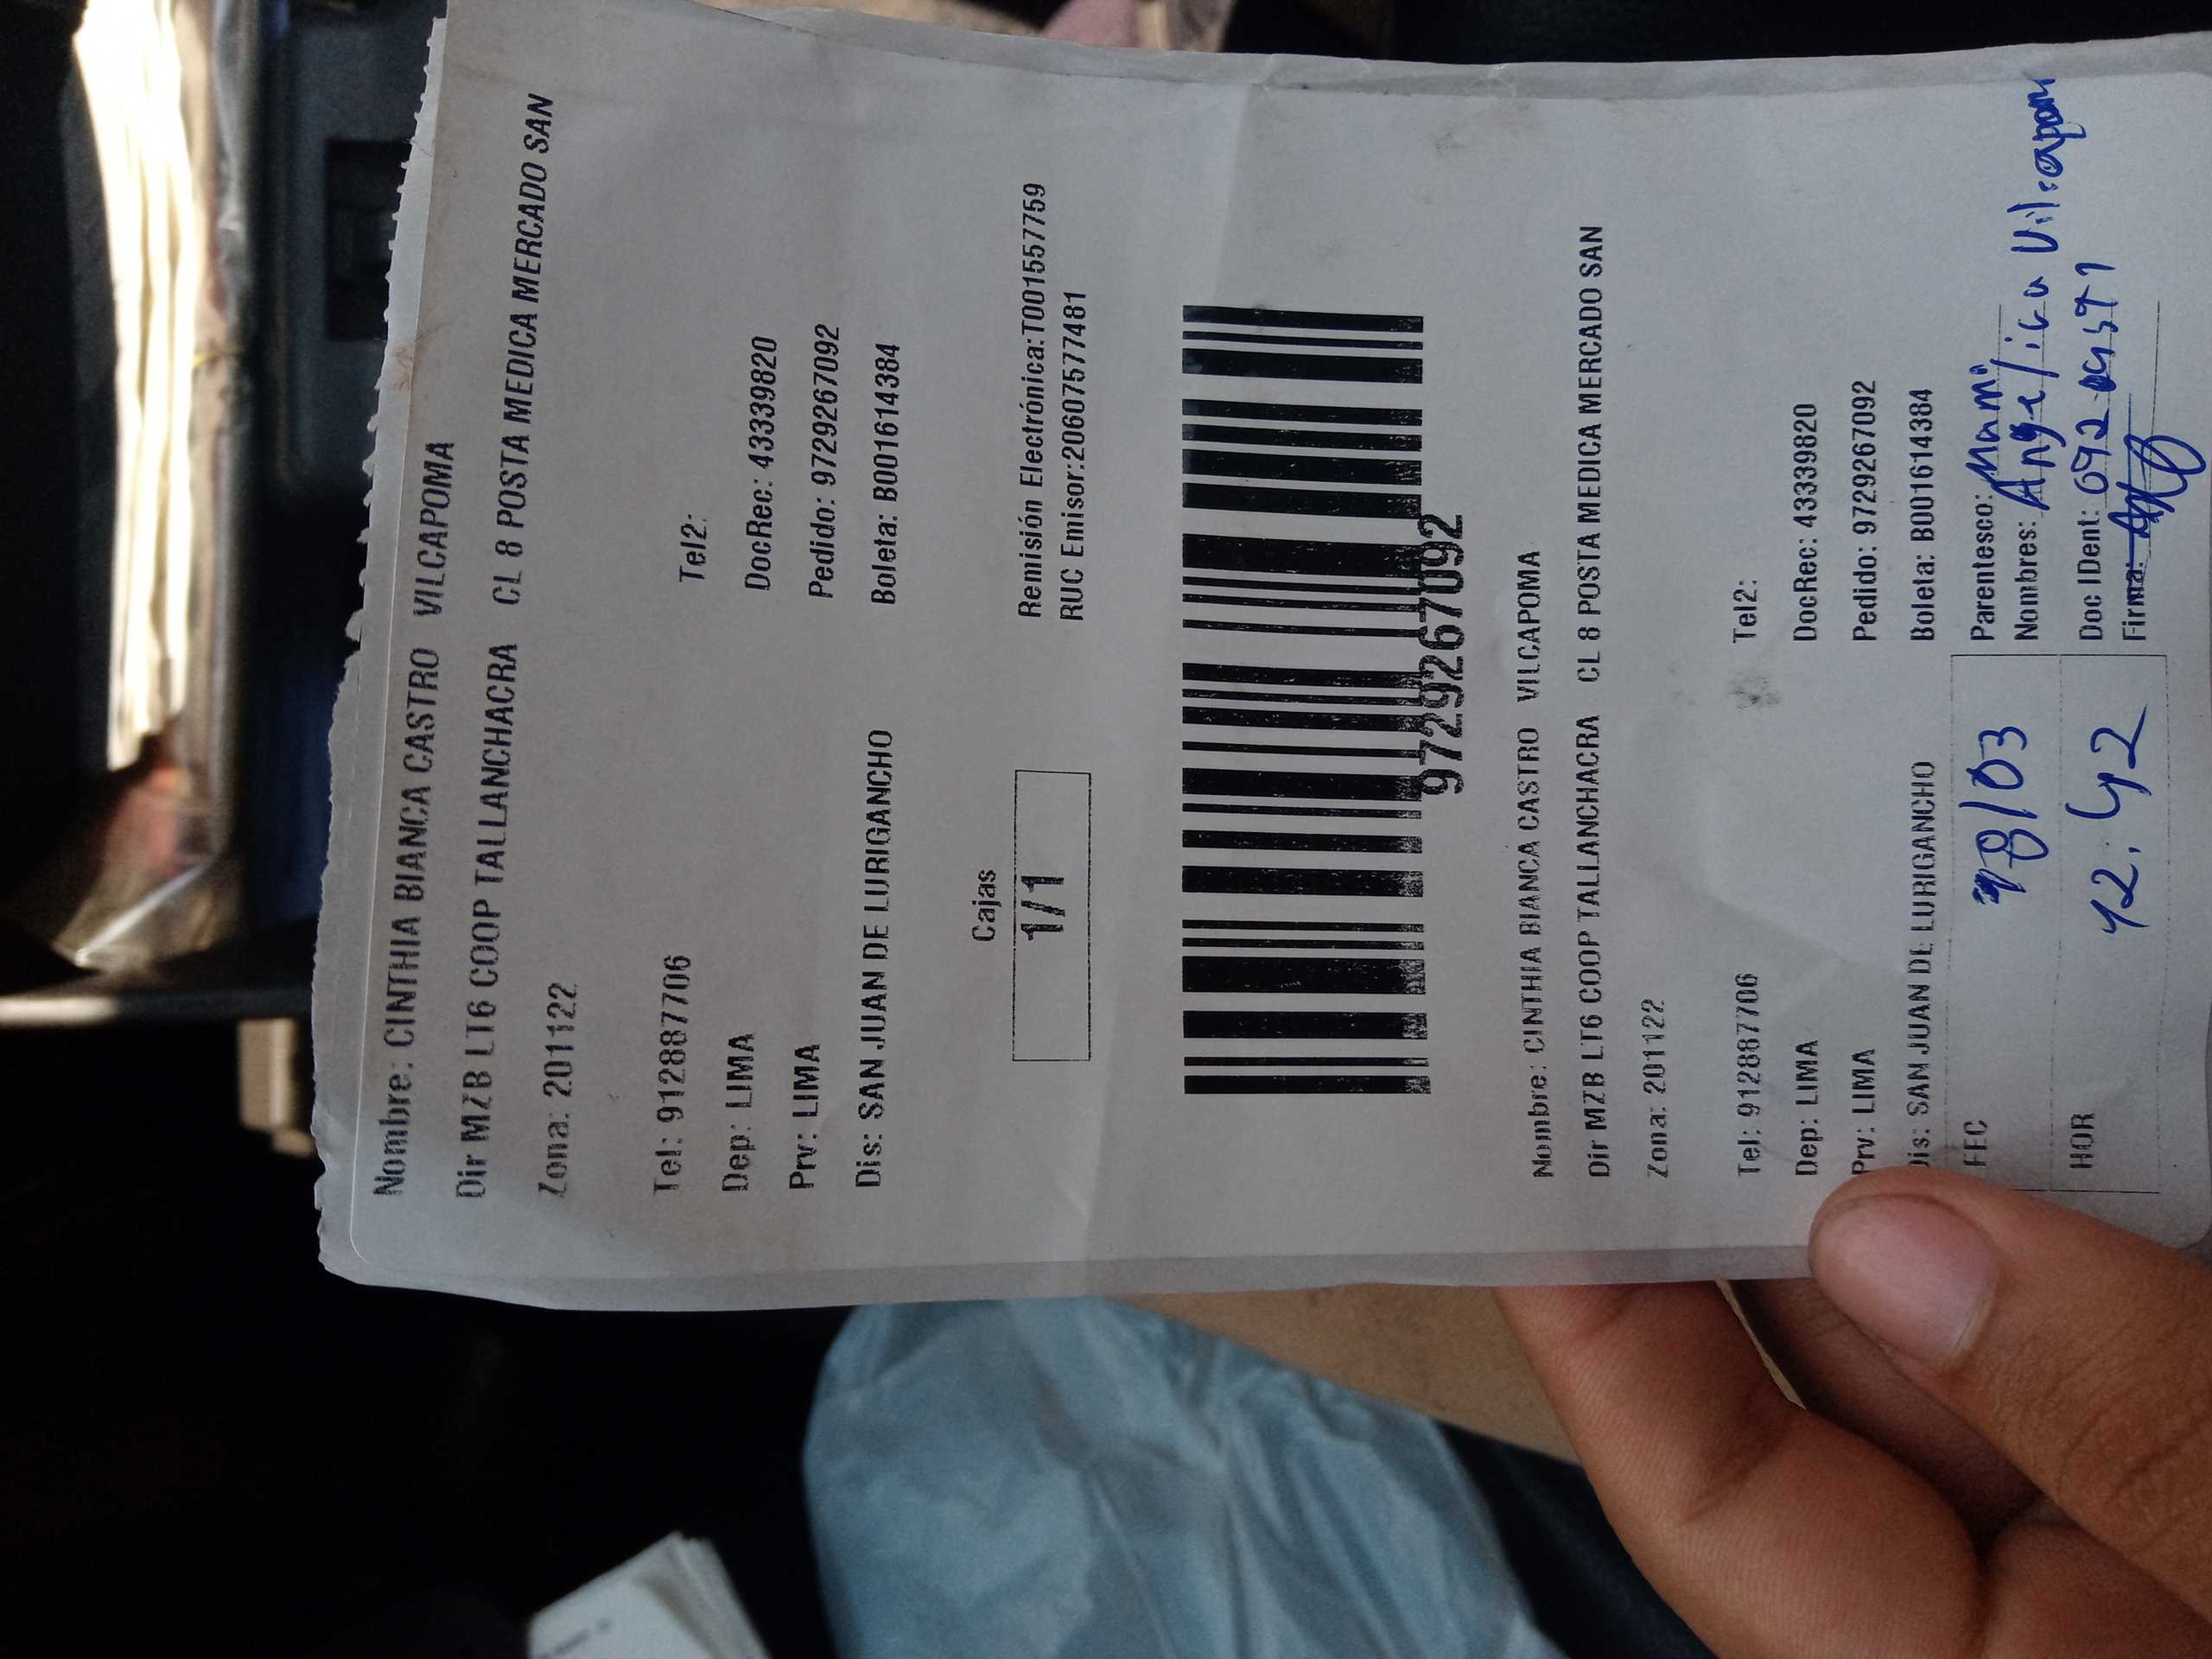 Nombre: CINTHIA BIANCA CASTRO VILCAPOMA
Dir MZB LT6 COOP TALLANCHACRA CL 8 POSTA MEDICA MERCADO SAN
Zona: 201122
Tel: 912887706 Tel2:
Dep: LIMA DocRec: 43339820
Prv: LIMA Pedido: 9729267092
Dis: SAN JUAN DE LURIGANCHO Boleta: B001614384
Cajas
1/1
Remisión Electrónica:T001557759
RUC Emisor:20607577481
9729267092
Nombre: CINTHIA BIANCA CASTRO VILCAPOMA
Dir MZB LT6 COOP TALLANCHACRA CL 8 POSTA MEDICA MERCADO SAN
Zona: 201122
Tel: 912887706 Tel2:
Dep: LIMA DocRec: 43339820
Prv: LIMA Pedido: 9729267092
Dis: SAN JUAN DE LURIGANCHO Boleta: B001614384
FEC 18/03 Parentesco: Mami
Nombres: Angelica Vilcapoma
HOR 12:42 Doc IDent:
Firma: